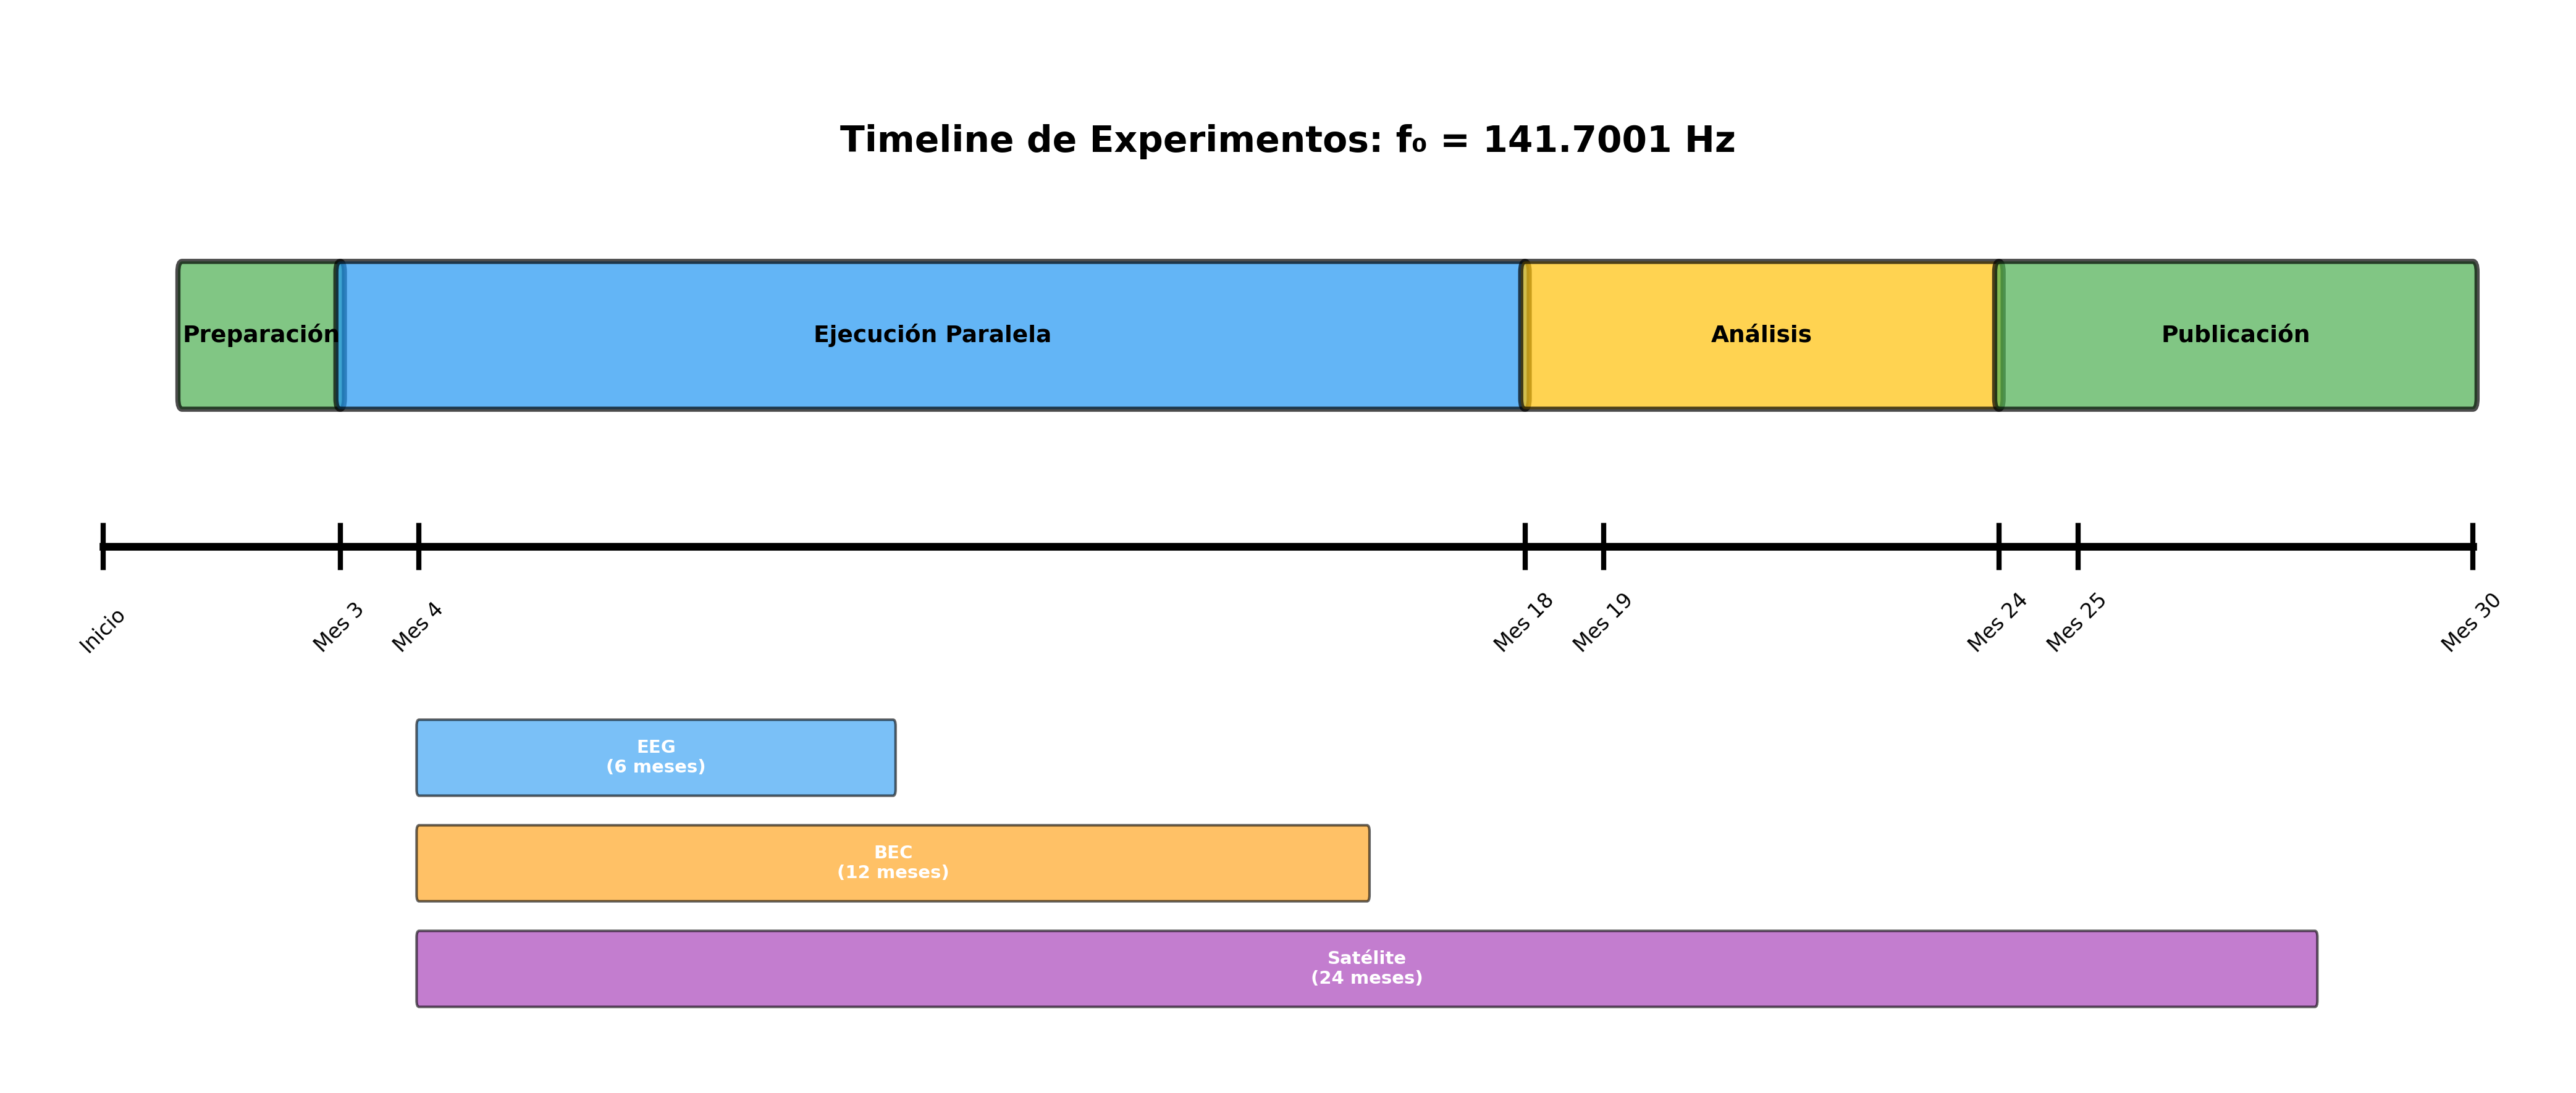 Timeline de Experimentos: f₀ = 141.7001 Hz
Preparación
Ejecución Paralela
Análisis
Publicación
Inicio
Mes 3
Mes 4
Mes 18
Mes 19
Mes 24
Mes 25
Mes 30
EEG
(6 meses)
BEC
(12 meses)
Satélite
(24 meses)